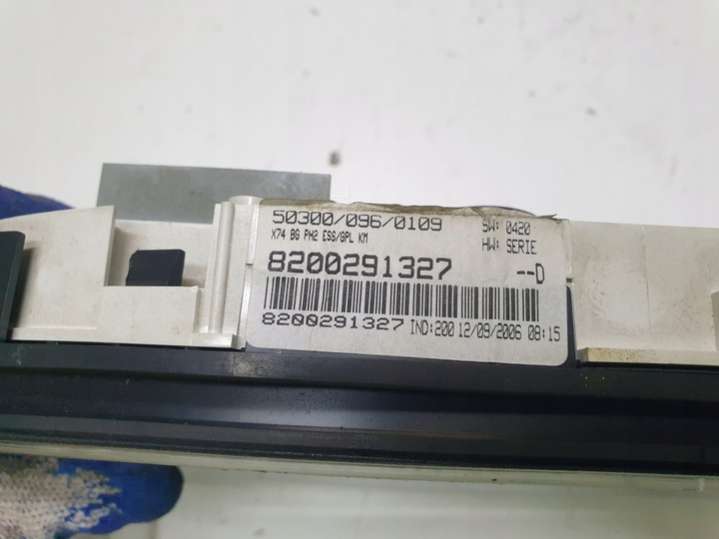 50300/096/0109 SW: 0420
X74 BG PH2 ESS/GPL KM HW: SERIE
8200291327 --D
8200291327 IND:200 12/09/2006 08:15